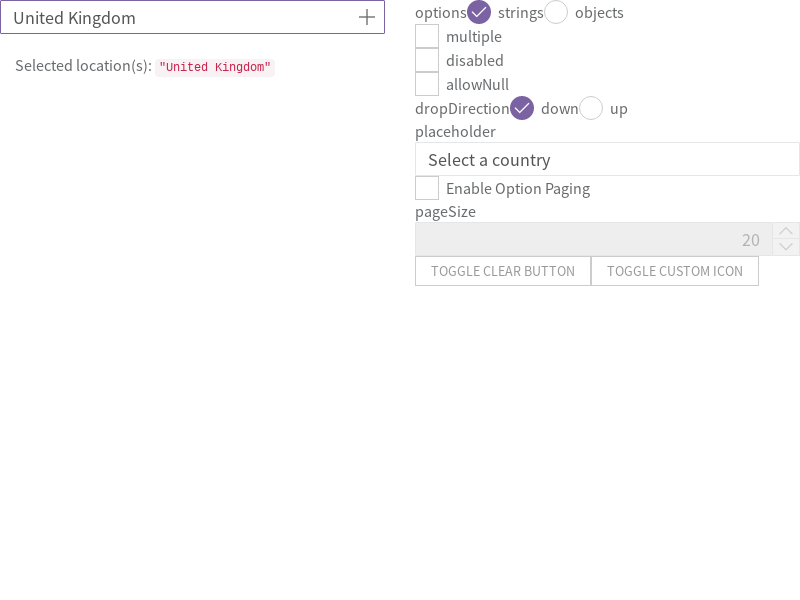 United Kingdom
Selected location(s): "United Kingdom"
options strings objects
multiple
disabled
allowNull
dropDirection down up
placeholder
Select a country
Enable Option Paging
pageSize
20
TOGGLE CLEAR BUTTON TOGGLE CUSTOM ICON